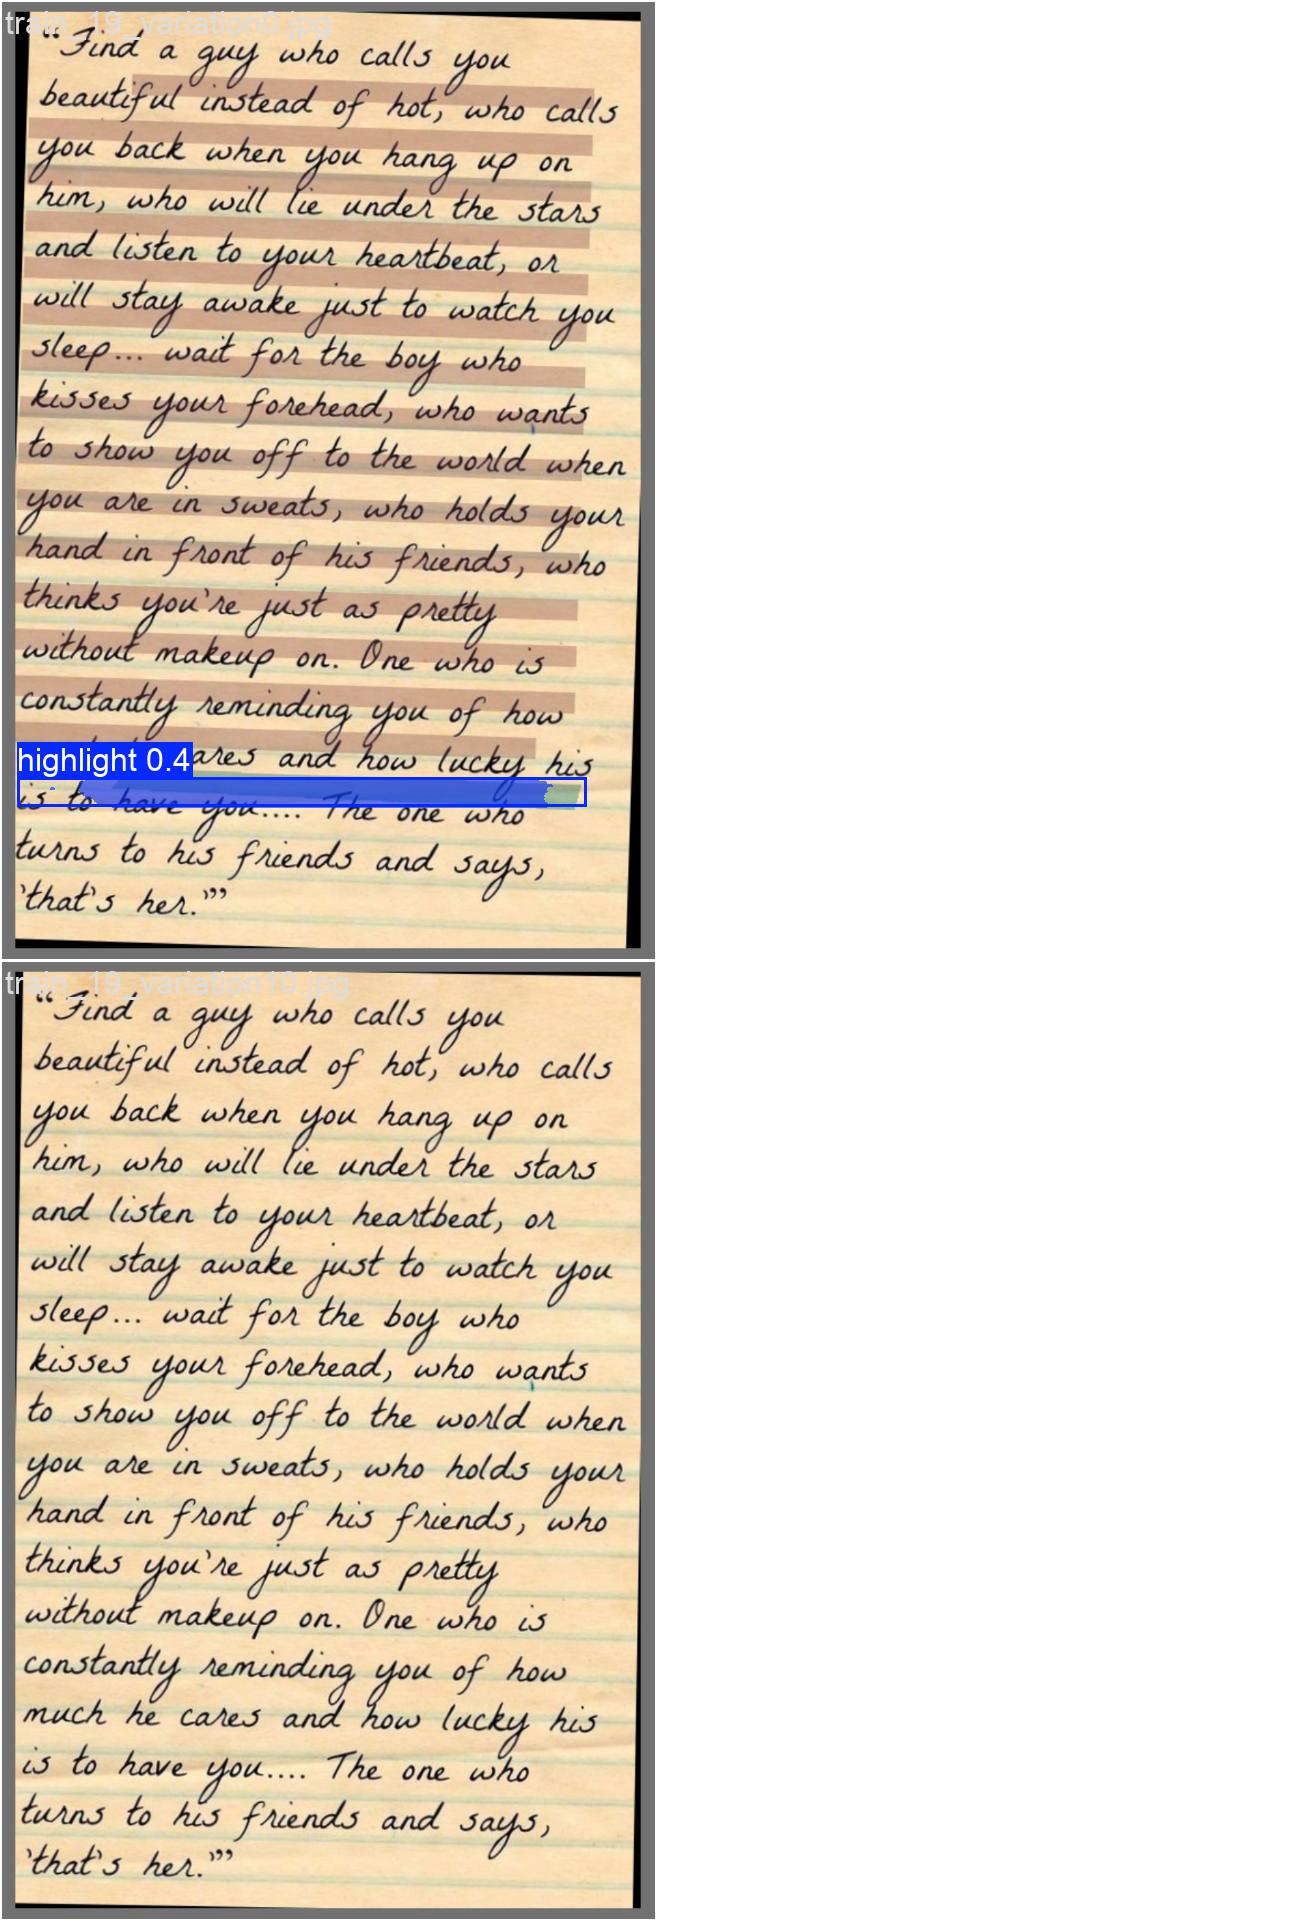 train_19_variation0.jpg
“Find a guy who calls you
beautiful instead of hot, who calls
you back when you hang up on
him, who will lie under the stars
and listen to your heartbeat, or
will stay awake just to watch you
sleep... wait for the boy who
kisses your forehead, who wants
to show you off to the world when
you are in sweats, who holds your
hand in front of his friends, who
thinks you're just as pretty
without makeup on. One who is
constantly reminding you of how
cares and how lucky his
highlight 0.4
is to have you.... The one who
turns to his friends and says,
'that's her.'”
train_19_variation10.jpg
“Find a guy who calls you
beautiful instead of hot, who calls
you back when you hang up on
him, who will lie under the stars
and listen to your heartbeat, or
will stay awake just to watch you
sleep... wait for the boy who
kisses your forehead, who wants
to show you off to the world when
you are in sweats, who holds your
hand in front of his friends, who
thinks you're just as pretty
without makeup on. One who is
constantly reminding you of how
much he cares and how lucky his
is to have you.... The one who
turns to his friends and says,
'that's her.'”